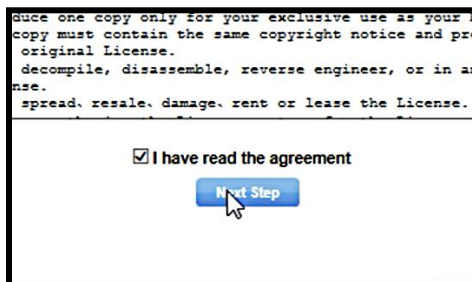 duce one copy only for your exclusive use as your
copy must contain the same copyright notice and
original License.
decompile, disassemble, reverse engineer, or in
nse.
spread、resale、damage、rent or lease the License.
I have read the agreement
Next Step